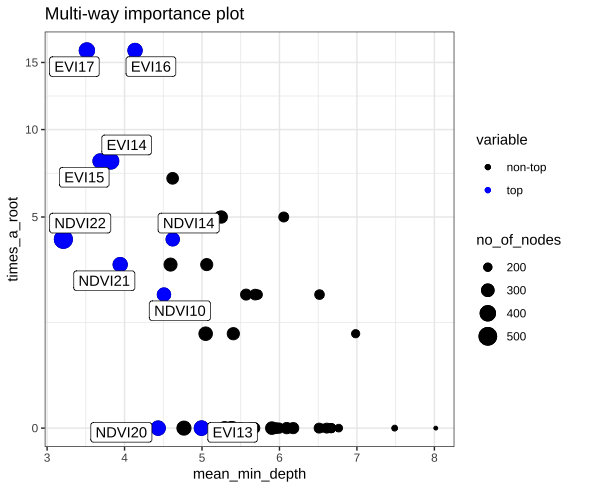 Multi-way importance plot
times_a_root
15
10
5
0
EVI17
EVI16
EVI14
EVI15
NDVI22
NDVI14
NDVI21
NDVI10
NDVI20
EVI13
3
4
5
6
7
8
mean_min_depth
variable
non-top
top
no_of_nodes
200
300
400
500